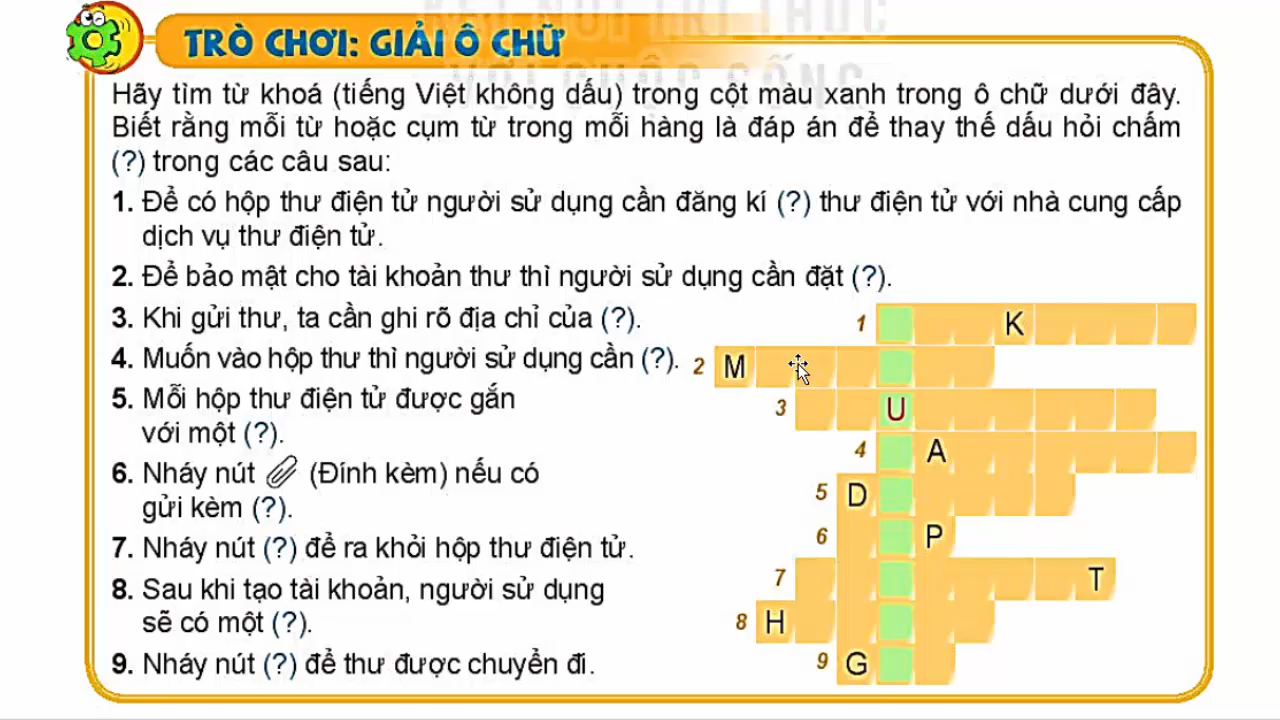 KẾT NỐI TRI THỨC
VỚI CUỘC SỐNG
TRÒ CHƠI: GIẢI Ô CHỮ
Hãy tìm từ khoá (tiếng Việt không dấu) trong cột màu xanh trong ô chữ dưới đây.
Biết rằng mỗi từ hoặc cụm từ trong mỗi hàng là đáp án để thay thế dấu hỏi chấm
(?) trong các câu sau:
1. Để có hộp thư điện tử người sử dụng cần đăng kí (?) thư điện tử với nhà cung cấp
dịch vụ thư điện tử.
2. Để bảo mật cho tài khoản thư thì người sử dụng cần đặt (?).
3. Khi gửi thư, ta cần ghi rõ địa chỉ của (?).
4. Muốn vào hộp thư thì người sử dụng cần (?).
5. Mỗi hộp thư điện tử được gắn
với một (?).
6. Nháy nút (Đính kèm) nếu có
gửi kèm (?).
7. Nháy nút (?) để ra khỏi hộp thư điện tử.
8. Sau khi tạo tài khoản, người sử dụng
sẽ có một (?).
9. Nháy nút (?) để thư được chuyển đi.
1 K
2 M
3 U
4 A
5 D
6 P
7 T
8 H
9 G